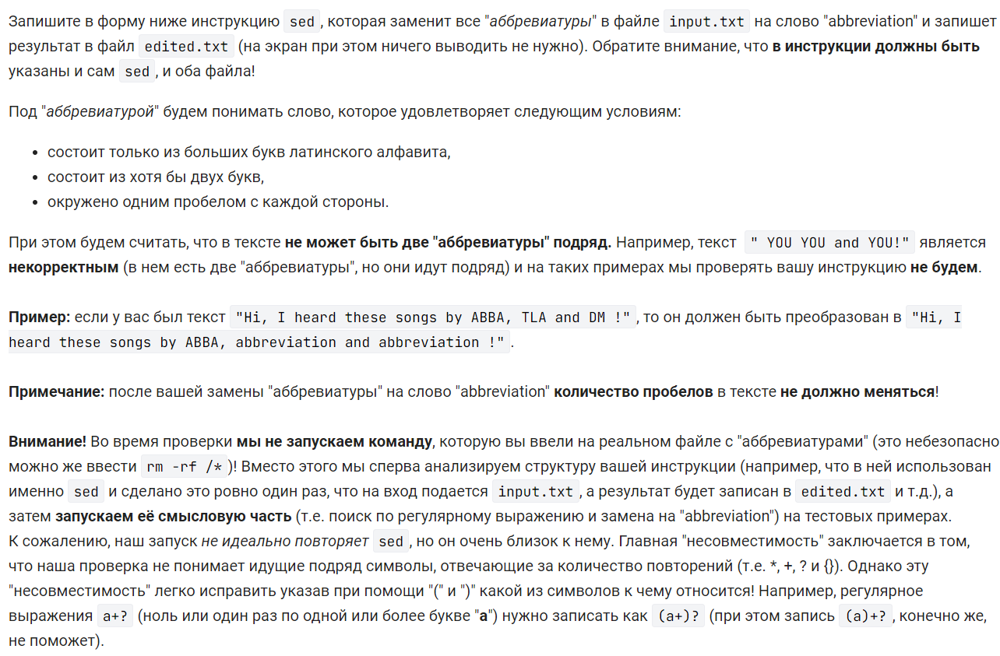 Запишите в форму ниже инструкцию sed, которая заменит все "аббревиатуры" в файле input.txt на слово "abbreviation" и запишет
результат в файл edited.txt (на экран при этом ничего выводить не нужно). Обратите внимание, что в инструкции должны быть
указаны и сам sed, и оба файла!
Под "аббревиатурой" будем понимать слово, которое удовлетворяет следующим условиям:
• состоит только из больших букв латинского алфавита,
• состоит из хотя бы двух букв,
• окружено одним пробелом с каждой стороны.
При этом будем считать, что в тексте не может быть две "аббревиатуры" подряд. Например, текст " YOU YOU and YOU!" является
некорректным (в нем есть две "аббревиатуры", но они идут подряд) и на таких примерах мы проверять вашу инструкцию не будем.
Пример: если у вас был текст "Hi, I heard these songs by ABBA, TLA and DM !", то он должен быть преобразован в "Hi, I
heard these songs by ABBA, abbreviation and abbreviation !".
Примечание: после вашей замены "аббревиатуры" на слово "abbreviation" количество пробелов в тексте не должно меняться!
Внимание! Во время проверки мы не запускаем команду, которую вы ввели на реальном файле с "аббревиатурами" (это небезопасно
можно же ввести rm -rf /*)! Вместо этого мы сперва анализируем структуру вашей инструкции (например, что в ней использован
именно sed и сделано это ровно один раз, что на вход подается input.txt, а результат будет записан в edited.txt и т.д.), а
затем запускаем её смысловую часть (т.е. поиск по регулярному выражению и замена на "abbreviation") на тестовых примерах.
К сожалению, наш запуск не идеально повторяет sed, но он очень близок к нему. Главная "несовместимость" заключается в том,
что наша проверка не понимает идущие подряд символы, отвечающие за количество повторений (т.е. *, +, ? и {}). Однако эту
"несовместимость" легко исправить указав при помощи "(" и ")" какой из символов к чему относится! Например, регулярное
выражения a+? (ноль или один раз по одной или более букве "a") нужно записать как (a+)? (при этом запись (a)+?, конечно же,
не поможет).